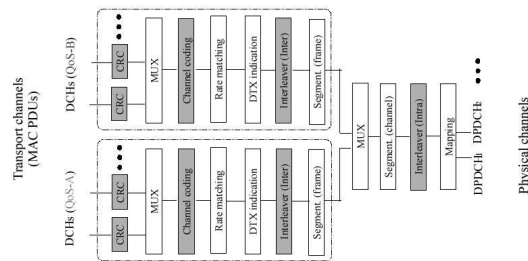 Transport channels
(MAC PDUs)
DCHs (QoS-A)
CRC
CRC
MUX
Channel coding
Rate matching
DTX indication
Interleaver (Inter)
Segment. (frame)
DCHs (QoS-B)
CRC
CRC
MUX
Channel coding
Rate matching
DTX indication
Interleaver (Inter)
Segment. (frame)
MUX
Segment. (channel)
Interleaver (Intra)
Mapping
DPDCH
DPDCH
Physical channels